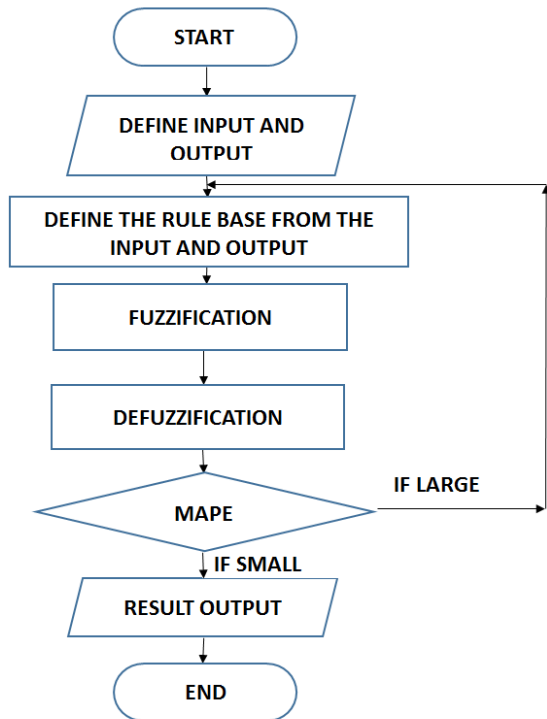 START
DEFINE INPUT AND
OUTPUT
DEFINE THE RULE BASE FROM THE
INPUT AND OUTPUT
FUZZIFICATION
DEFUZZIFICATION
MAPE
IF LARGE
IF SMALL
RESULT OUTPUT
END